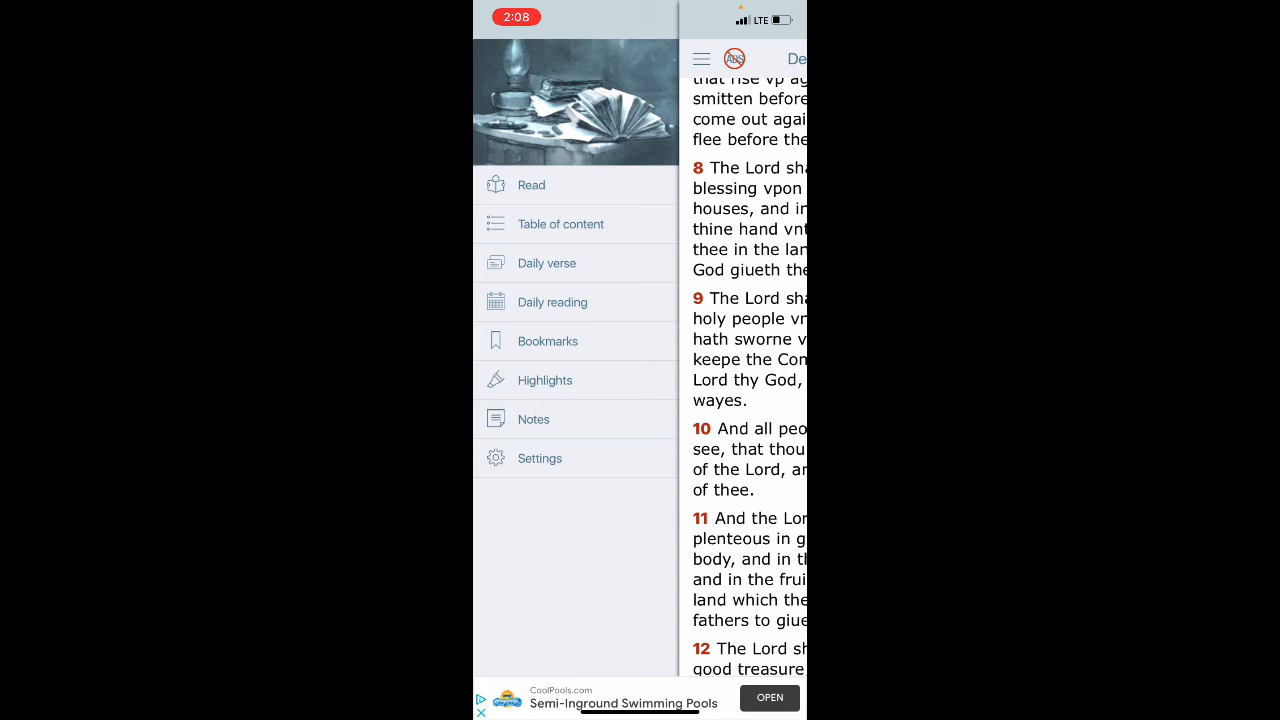 2:08
LTE
Read
Table of content
Daily verse
Daily reading
Bookmarks
Highlights
Notes
Settings
ADS
De
that rise vp ag
smitten before
come out agai
flee before the
8 The Lord sha
blessing vpon
houses, and in
thine hand vnt
thee in the lan
God giueth the
9 The Lord sha
holy people vn
hath sworne v
keepe the Com
Lord thy God,
wayes.
10 And all peo
see, that thou
of the Lord, an
of thee.
11 And the Lor
plenteous in g
body, and in th
and in the frui
land which the
fathers to giue
12 The Lord sh
good treasure
CoolPools.com
Semi-Inground Swimming Pools
OPEN